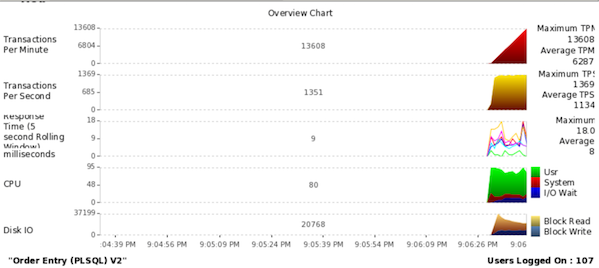 Overview Chart
Transactions
Per Minute
13608
6804
0
13608
Maximum TPM
13608
Average TPM
6287
Transactions
Per Second
1369
685
0
1351
Maximum TPS
1369
Average TPS
1134
Response
Time (5
second Rolling
Window)
milliseconds
18
9
0
9
Maximum
18.0
Average
8
CPU
95
48
0
80
Usr
System
I/O Wait
Disk IO
37199
18600
0
20768
Block Read
Block Write
:04:39 PM 9:04:56 PM 9:05:09 PM 9:05:24 PM 9:05:39 PM 9:05:54 PM 9:06:09 PM 9:06:26 PM 9:06
"Order Entry (PLSQL) V2"
Users Logged On : 107